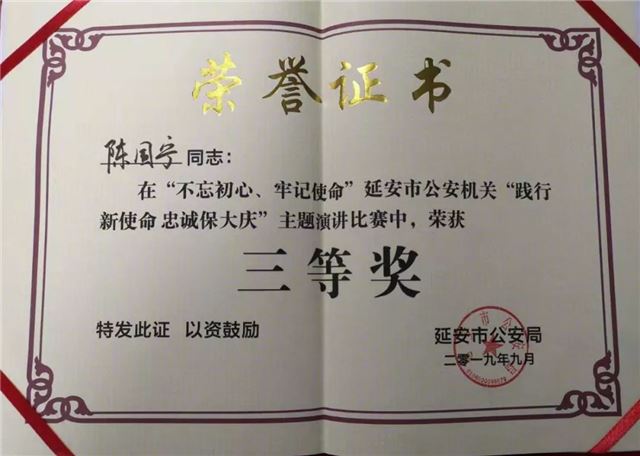 荣誉证书
陈国宁同志：
在“不忘初心、牢记使命”延安市公安机关“践行
新使命 忠诚保大庆”主题演讲比赛中，荣获
三等奖
特发此证 以资鼓励
延安市公安局
二零一九年九月